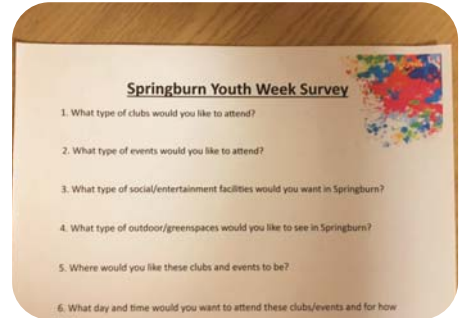 Springburn Youth Week Survey
1. What type of clubs would you like to attend?
2. What type of events would you like to attend?
3. What type of social/entertainment facilities would you want in Springburn?
4. What type of outdoor/greenspaces would you like to see in Springburn?
5. Where would you like these clubs and events to be?
6. What day and time would you want to attend these clubs/events and for how